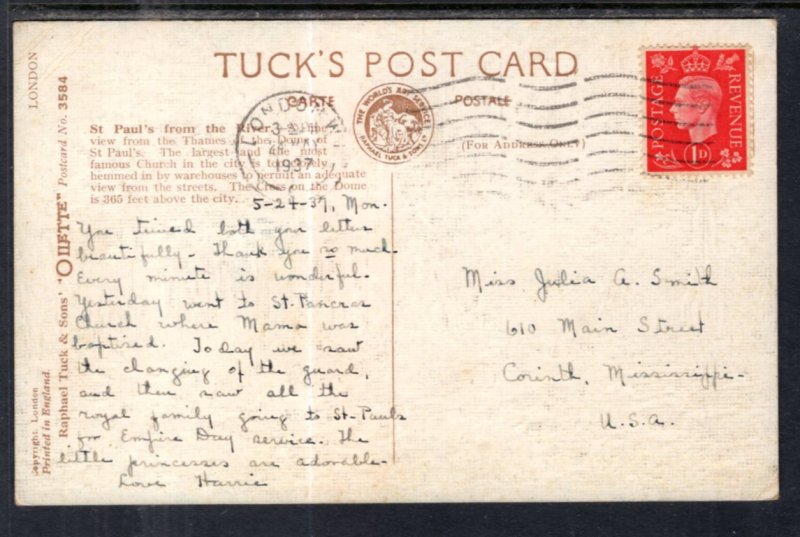 TUCK'S POST CARD
CARTE POSTALE
(FOR ADDRESS ONLY)
THE WORLD'S ART SERVICE
RAPHAEL TUCK & SONS LD
POSTAGE REVENUE
1D
LONDON
1937
LONDON
Postcard No. 3584
Raphael Tuck & Sons' "OILETTE"
Copyright London
Printed in England.
St Paul's from the River. A fine
view from the Thames of the Dome of
St Paul's. The largest and the most
famous Church in the city is so closely
hemmed in by warehouses to permit an adequate
view from the streets. The Cross on the Dome
is 365 feet above the city.
5-24-37, Mon.
You timed both your letters
beautifully - Thank you so much.
Every minute is wonderful.
Yesterday went to St. Pancras
Church where Mama was
baptized. Today we saw
the changing of the guard,
and then saw all the
royal family going to St. Pauls
for Empire Day service. The
little princesses are adorable-
Love Harrie
Miss Julia A. Smith
610 Main Street
Corinth, Mississippi-
U.S.A.